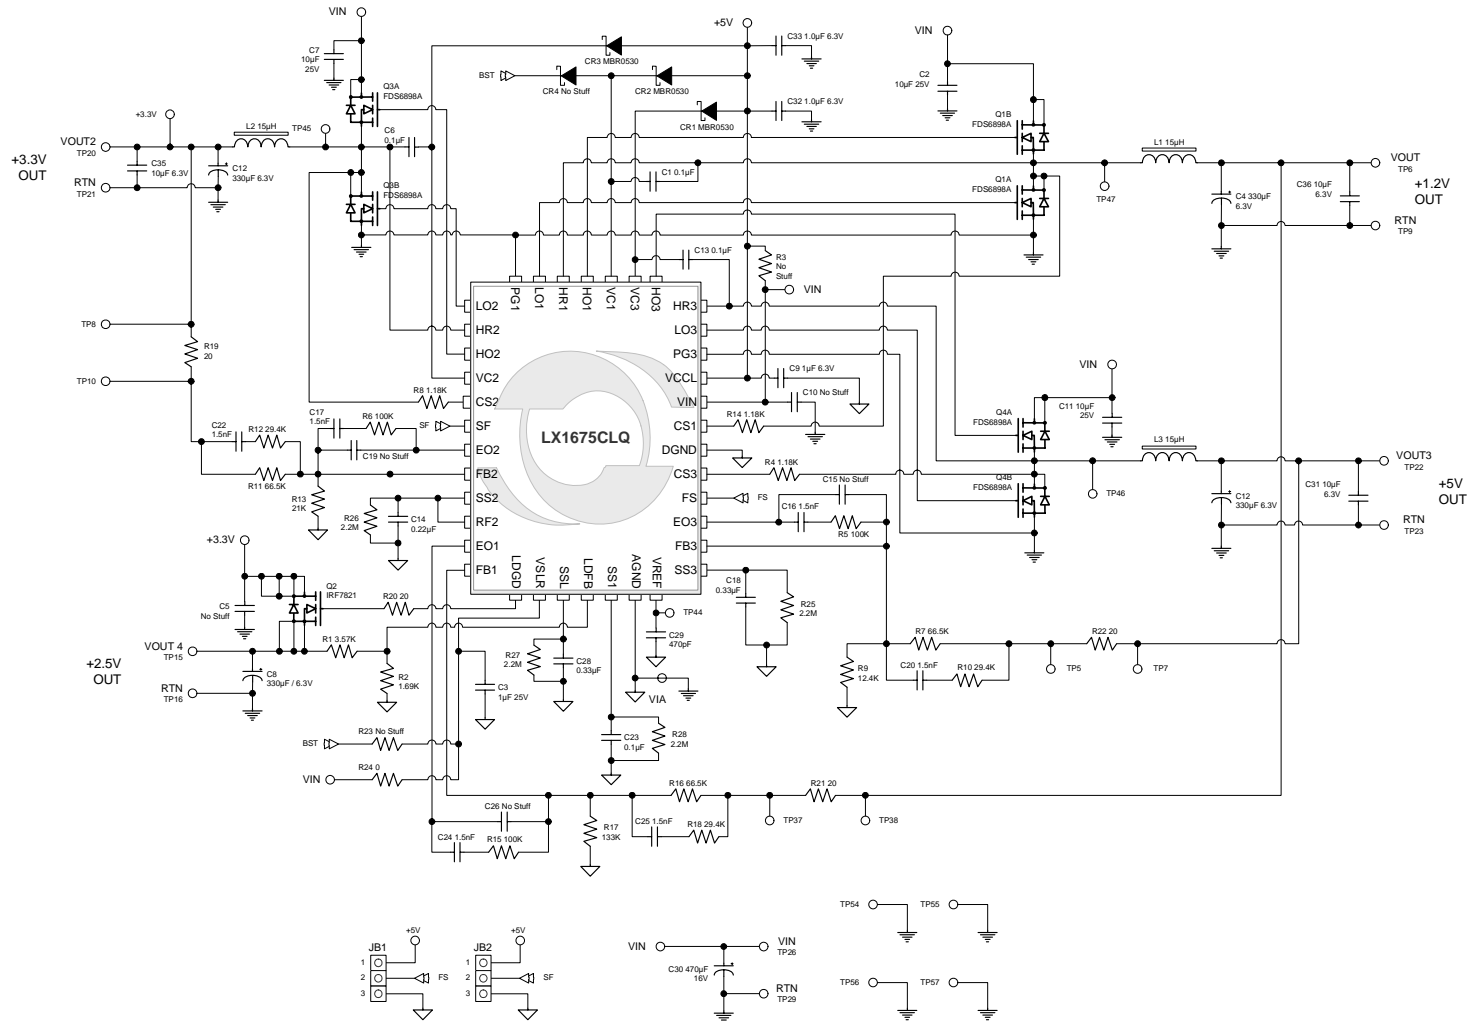 VIN
+5V
VIN
C7
10µF
25V
C33 1.0µF 6.3V
CR3 MBR0530
BST
CR4 No Stuff
CR2 MBR0530
C2
10µF 25V
Q3A
FDS6898A
C32 1.0µF 6.3V
CR1 MBR0530
Q1B
FDS6898A
+3.3V
L2 15µH
TP45
C6
0.1µF
L1 15µH
VOUT2
TP20
VOUT
TP6
+3.3V
OUT
C35
10µF 6.3V
C12
330µF 6.3V
Q3B
FDS6898A
C1 0.1µF
Q1A
FDS6898A
TP47
C4 330µF
6.3V
C36 10µF
6.3V
+1.2V
OUT
RTN
TP21
RTN
TP9
C13 0.1µF
R3
No
Stuff
VIN
PG1
LO1
HR1
HO1
VC1
VC3
HO3
LO2
HR2
HO2
VC2
CS2
SF
EO2
FB2
SS2
RF2
EO1
FB1
HR3
LO3
PG3
VCCL
VIN
CS1
DGND
CS3
FS
EO3
FB3
SS3
LDGD
VSLR
SSL
LDFB
SS1
AGND
VREF
LX1675CLQ
TP8
R19
20
TP10
R8 1.18K
C9 1µF 6.3V
C10 No Stuff
VIN
C11 10µF
25V
C17
1.5nF
R6 100K
SF
C22
1.5nF
R12 29.4K
C19 No Stuff
R14 1.18K
Q4A
FDS6898A
L3 15µH
VOUT3
TP22
R11 66.5K
R13
21K
R4 1.18K
C15 No Stuff
FS
C16 1.5nF
R5 100K
Q4B
FDS6898A
TP46
C12
330µF 6.3V
C31 10µF
6.3V
+5V
OUT
RTN
TP23
R26
2.2M
C14
0.22µF
+3.3V
C5
No Stuff
Q2
IRF7821
R20 20
C18
0.33µF
R25
2.2M
TP44
C29
470pF
VOUT 4
TP15
R1 3.57K
+2.5V
OUT
C8
330µF / 6.3V
RTN
TP16
R2
1.69K
R27
2.2M
C28
0.33µF
C3
1µF 25V
VIA
R7 66.5K
R22 20
R9
12.4K
C20 1.5nF
R10 29.4K
TP5
TP7
BST
R23 No Stuff
C23
0.1µF
R28
2.2M
VIN
R24 0
R16 66.5K
R21 20
C26 No Stuff
C24 1.5nF
R15 100K
R17
133K
C25 1.5nF
R18 29.4K
TP37
TP38
TP54
TP55
JB1
+5V
1
2
3
FS
JB2
+5V
1
2
3
SF
VIN
VIN
TP26
C30 470µF
16V
RTN
TP29
TP56
TP57